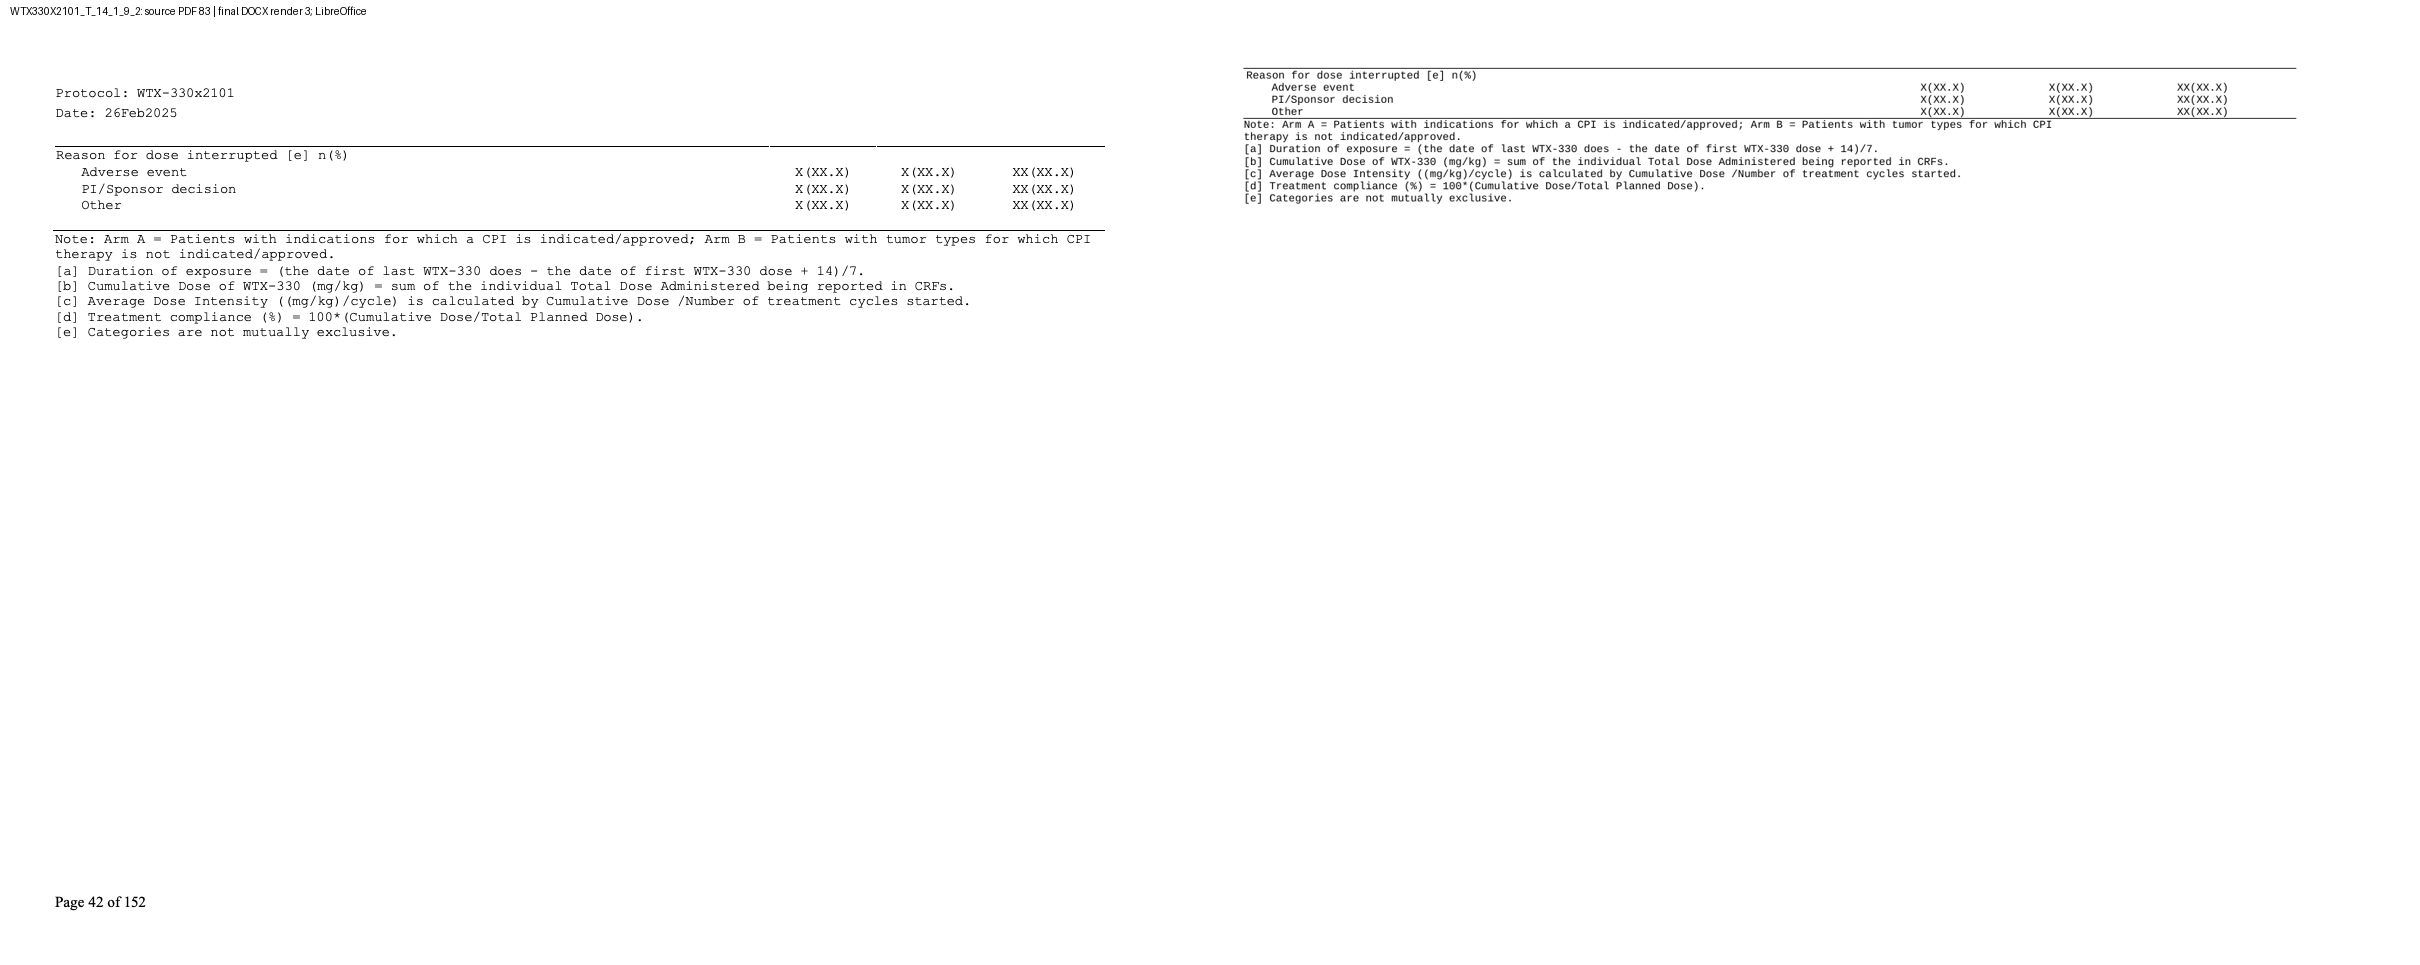 WTX330X2101_T_14_1_9_2: source PDF 83 | final DOCX render 3; LibreOffice
Protocol: WTX-330x2101
Date: 26Feb2025
Reason for dose interrupted [e] n(%)
Adverse event X(XX.X) X(XX.X) XX(XX.X)
PI/Sponsor decision X(XX.X) X(XX.X) XX(XX.X)
Other X(XX.X) X(XX.X) XX(XX.X)
Note: Arm A = Patients with indications for which a CPI is indicated/approved; Arm B = Patients with tumor types for which CPI
therapy is not indicated/approved.
[a] Duration of exposure = (the date of last WTX-330 does - the date of first WTX-330 dose + 14)/7.
[b] Cumulative Dose of WTX-330 (mg/kg) = sum of the individual Total Dose Administered being reported in CRFs.
[c] Average Dose Intensity ((mg/kg)/cycle) is calculated by Cumulative Dose /Number of treatment cycles started.
[d] Treatment compliance (%) = 100*(Cumulative Dose/Total Planned Dose).
[e] Categories are not mutually exclusive.
Page 42 of 152
Reason for dose interrupted [e] n(%)
Adverse event X(XX.X) X(XX.X) XX(XX.X)
PI/Sponsor decision X(XX.X) X(XX.X) XX(XX.X)
Other X(XX.X) X(XX.X) XX(XX.X)
Note: Arm A = Patients with indications for which a CPI is indicated/approved; Arm B = Patients with tumor types for which CPI
therapy is not indicated/approved.
[a] Duration of exposure = (the date of last WTX-330 does - the date of first WTX-330 dose + 14)/7.
[b] Cumulative Dose of WTX-330 (mg/kg) = sum of the individual Total Dose Administered being reported in CRFs.
[c] Average Dose Intensity ((mg/kg)/cycle) is calculated by Cumulative Dose /Number of treatment cycles started.
[d] Treatment compliance (%) = 100*(Cumulative Dose/Total Planned Dose).
[e] Categories are not mutually exclusive.